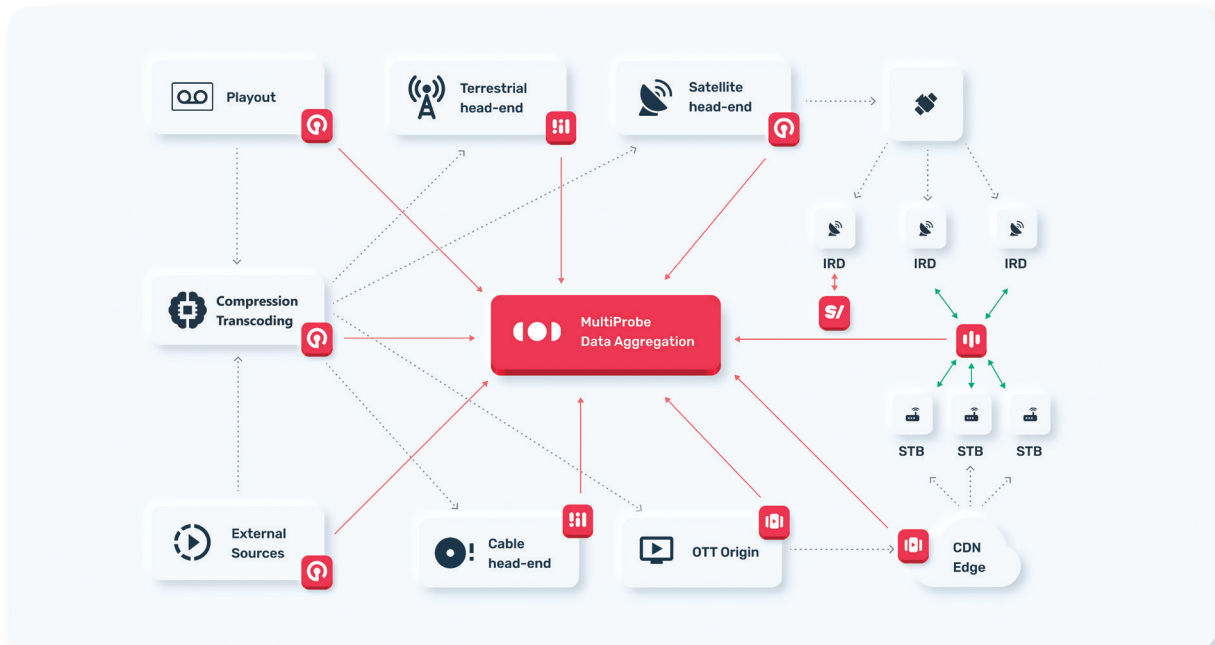 Playout
Terrestrial
head-end
Satellite
head-end
IRD
IRD
IRD
Compression
Transcoding
MultiProbe
Data Aggregation
S/
STB
STB
STB
External
Sources
Cable
head-end
OTT Origin
CDN
Edge